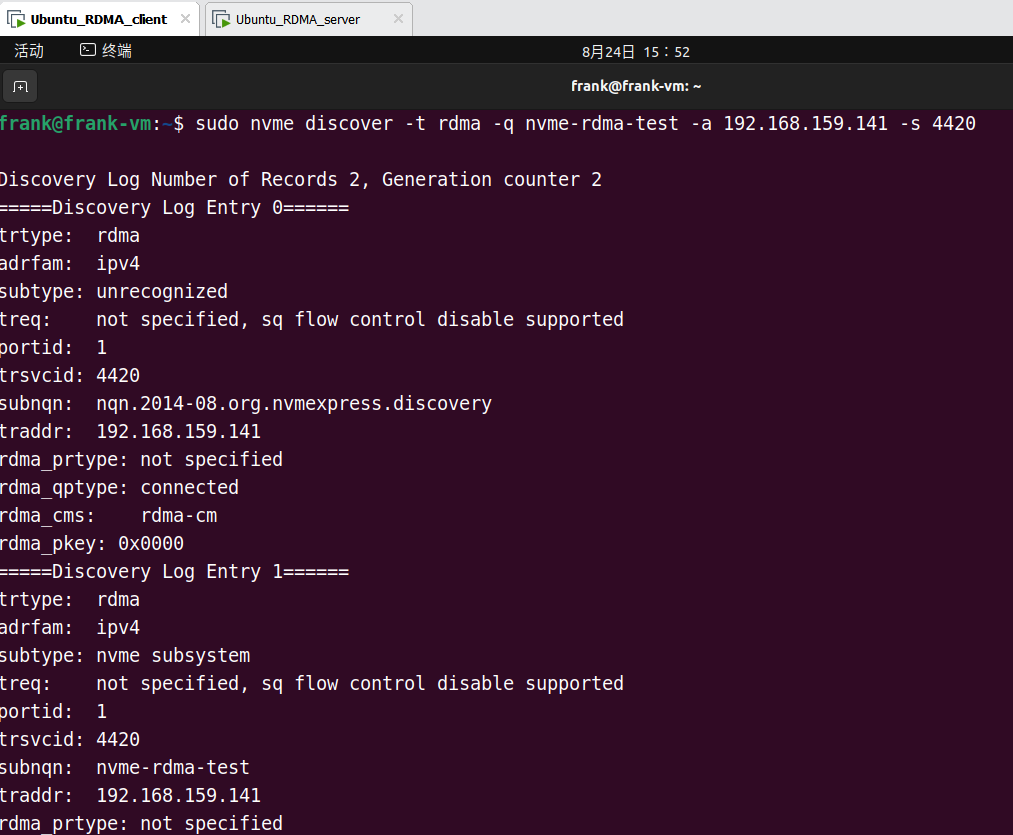 Ubuntu_RDMA_client
Ubuntu_RDMA_server
活动 终端 8月24日 15：52
frank@frank-vm: ~
frank@frank-vm:~$ sudo nvme discover -t rdma -q nvme-rdma-test -a 192.168.159.141 -s 4420
Discovery Log Number of Records 2, Generation counter 2
=====Discovery Log Entry 0======
trtype:  rdma
adrfam:  ipv4
subtype: unrecognized
treq:    not specified, sq flow control disable supported
portid:  1
trsvcid: 4420
subnqn:  nqn.2014-08.org.nvmexpress.discovery
traddr:  192.168.159.141
rdma_prtype: not specified
rdma_qptype: connected
rdma_cms:    rdma-cm
rdma_pkey: 0x0000
=====Discovery Log Entry 1======
trtype:  rdma
adrfam:  ipv4
subtype: nvme subsystem
treq:    not specified, sq flow control disable supported
portid:  1
trsvcid: 4420
subnqn:  nvme-rdma-test
traddr:  192.168.159.141
rdma_prtype: not specified